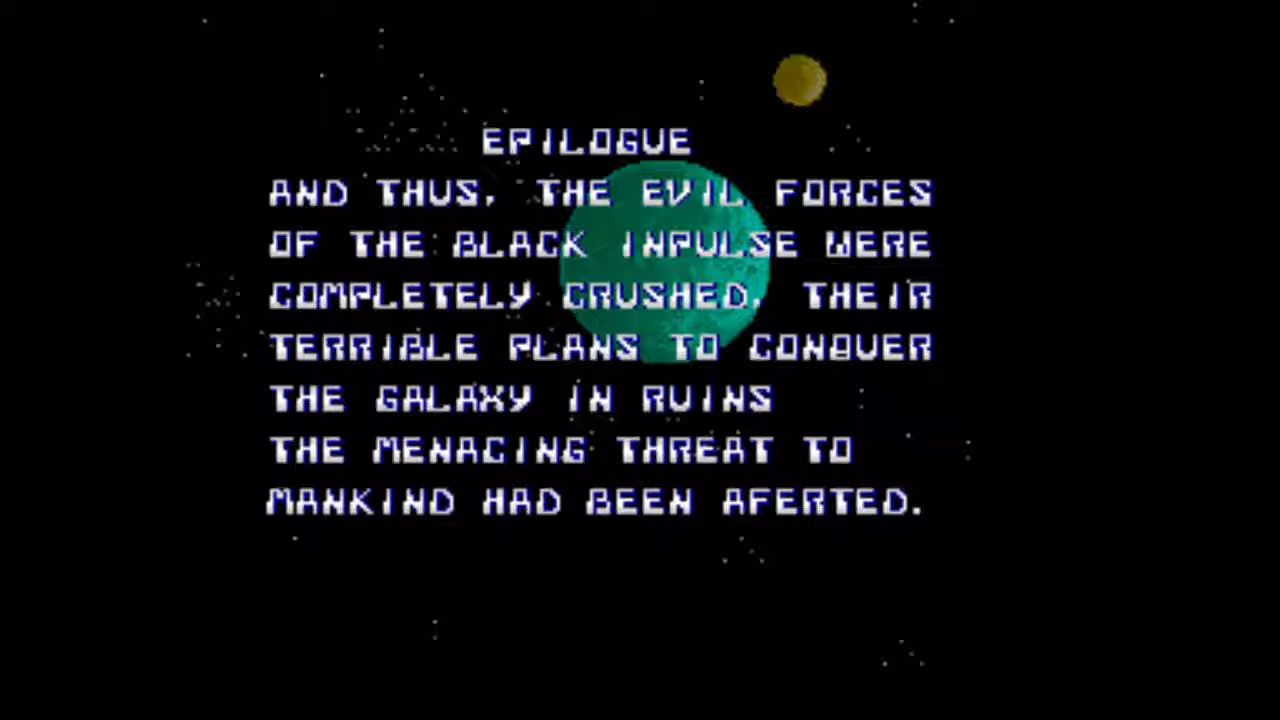 EPILOGUE
AND THUS, THE EVIL FORCES
OF THE BLACK INPULSE WERE
COMPLETELY CRUSHED, THEIR
TERRIBLE PLANS TO CONQUER
THE GALAXY IN RUINS
THE MENACING THREAT TO
MANKIND HAD BEEN AFERTED.